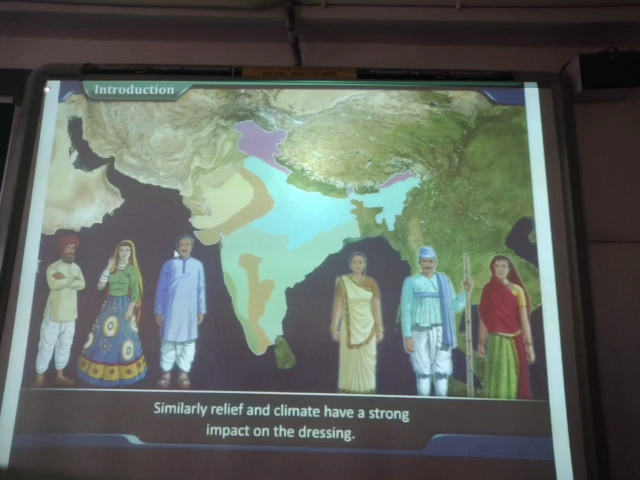 Introduction
Similarly relief and climate have a strong
impact on the dressing.